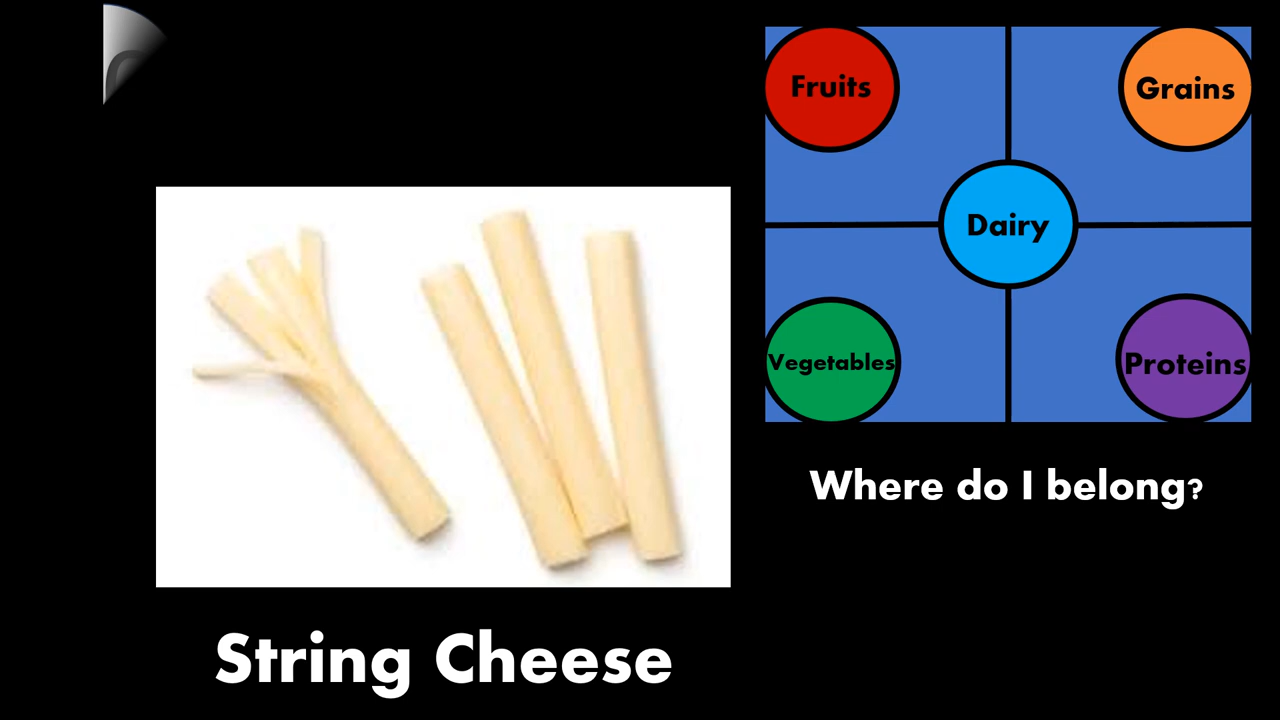 Fruits
Grains
Dairy
Vegetables
Proteins
Where do I belong?
String Cheese